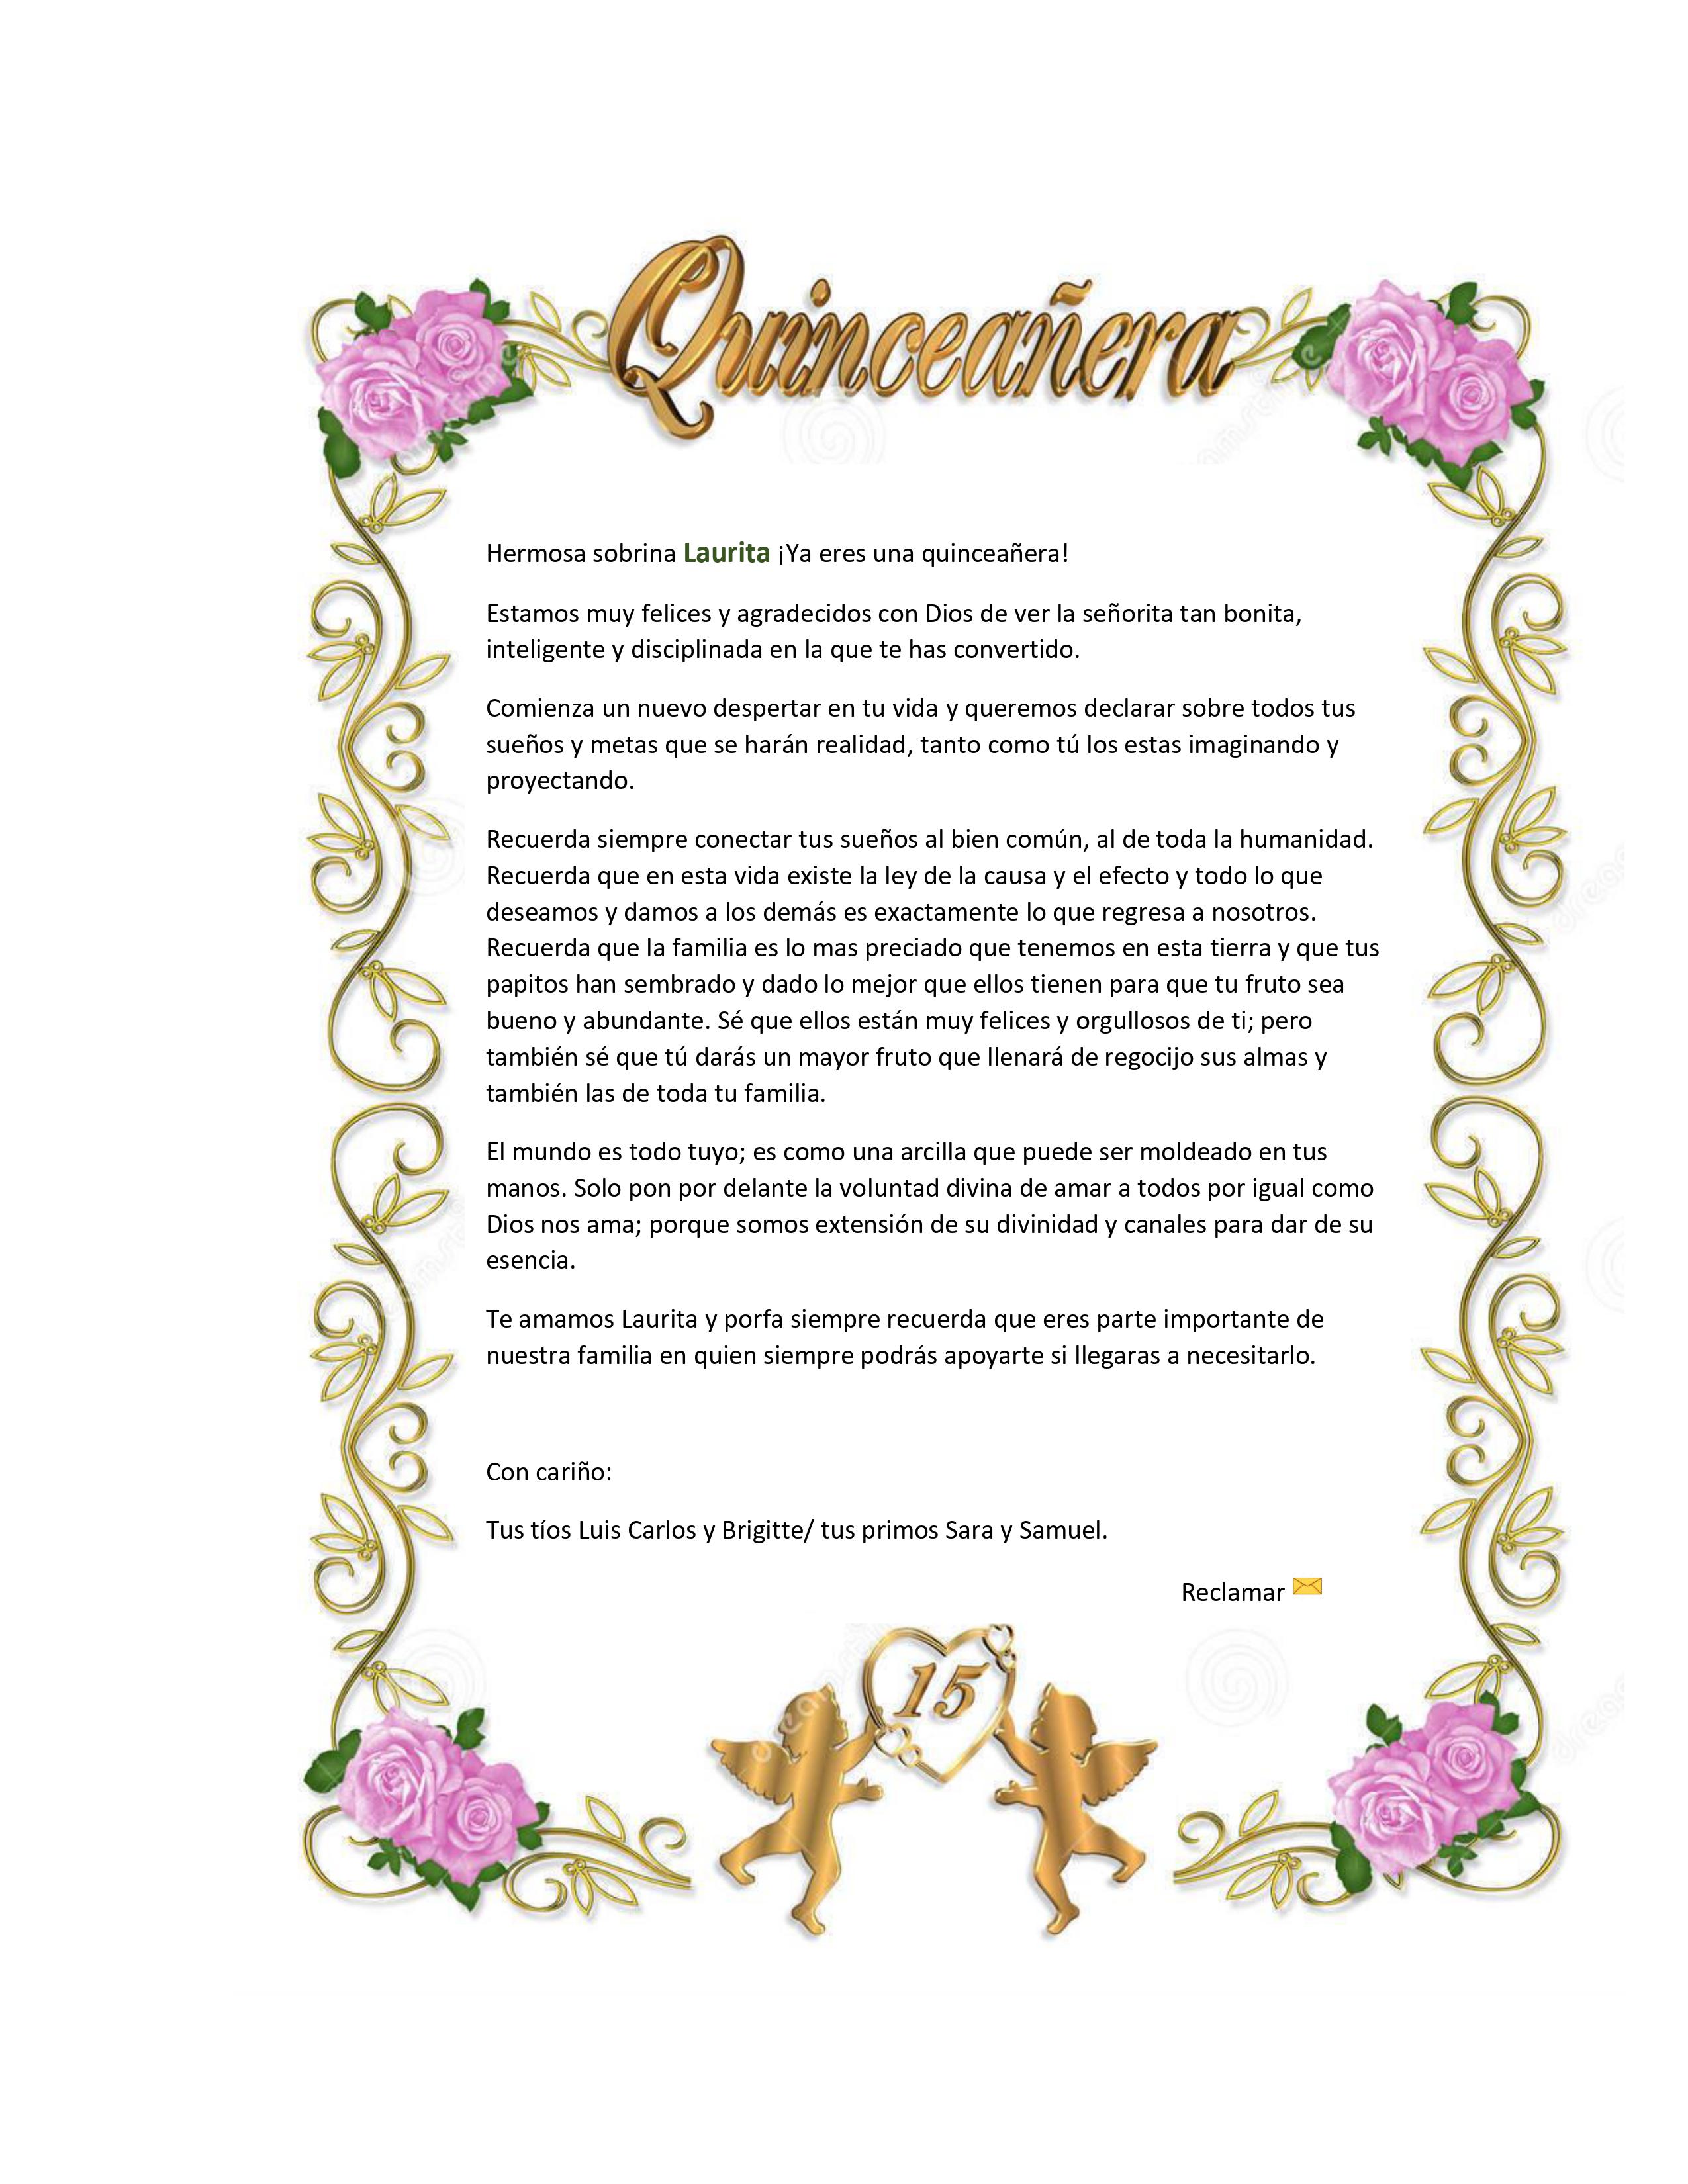 Quinceañera
Hermosa sobrina Laurita ¡Ya eres una quinceañera!
Estamos muy felices y agradecidos con Dios de ver la señorita tan bonita,
inteligente y disciplinada en la que te has convertido.
Comienza un nuevo despertar en tu vida y queremos declarar sobre todos tus
sueños y metas que se harán realidad, tanto como tú los estas imaginando y
proyectando.
Recuerda siempre conectar tus sueños al bien común, al de toda la humanidad.
Recuerda que en esta vida existe la ley de la causa y el efecto y todo lo que
deseamos y damos a los demás es exactamente lo que regresa a nosotros.
Recuerda que la familia es lo mas preciado que tenemos en esta tierra y que tus
papitos han sembrado y dado lo mejor que ellos tienen para que tu fruto sea
bueno y abundante. Sé que ellos están muy felices y orgullosos de ti; pero
también sé que tú darás un mayor fruto que llenará de regocijo sus almas y
también las de toda tu familia.
El mundo es todo tuyo; es como una arcilla que puede ser moldeado en tus
manos. Solo pon por delante la voluntad divina de amar a todos por igual como
Dios nos ama; porque somos extensión de su divinidad y canales para dar de su
esencia.
Te amamos Laurita y porfa siempre recuerda que eres parte importante de
nuestra familia en quien siempre podrás apoyarte si llegaras a necesitarlo.
Con cariño:
Tus tíos Luis Carlos y Brigitte/ tus primos Sara y Samuel.
Reclamar
15